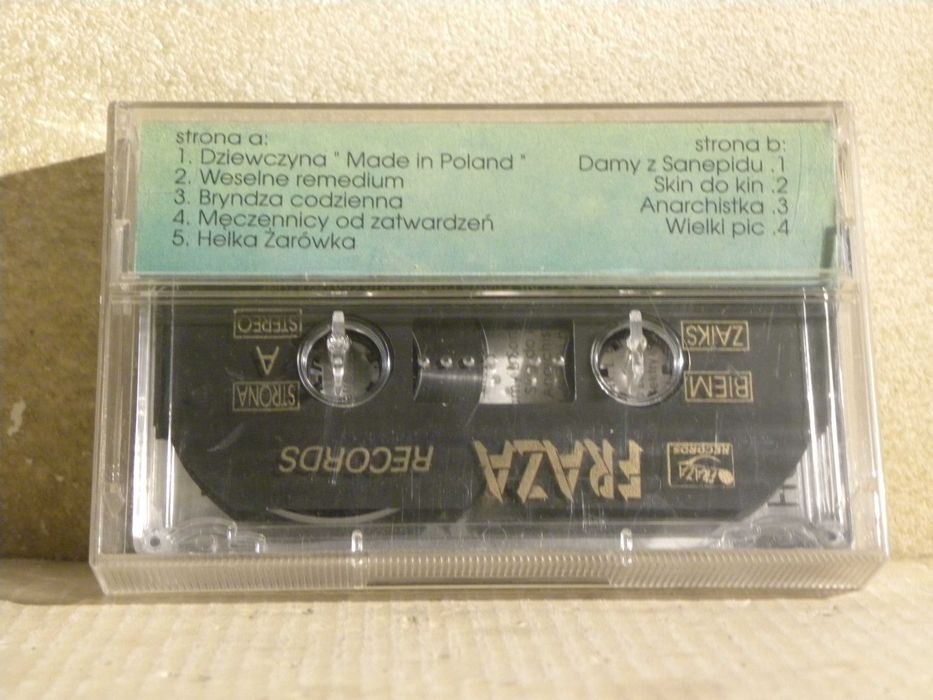 strona a:
1. Dziewczyna " Made in Poland "
2. Weselne remedium
3. Bryndza codzienna
4. Męczennicy od zatwardzeń
5. Helka Żarówka
strona b:
Damy z Sanepidu .1
Skin do kin .2
Anarchistka .3
Wielki pic .4
STEREO
A
STRONA
ZAIKS
BIEM
FRAZA
RECORDS
FRAZA
RECORDS